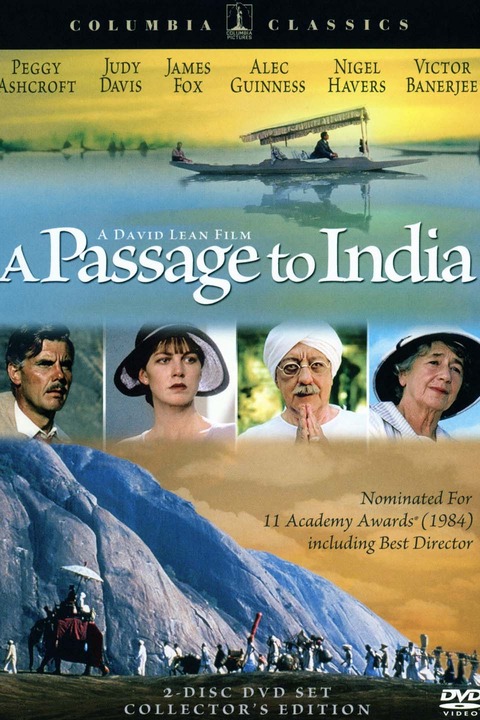 COLUMBIA CLASSICS
COLUMBIA
PICTURES
PEGGY ASHCROFT
JUDY DAVIS
JAMES FOX
ALEC GUINNESS
NIGEL HAVERS
VICTOR BANERJEE
A DAVID LEAN FILM
A PASSAGE TO INDIA
Nominated For
11 Academy Awards® (1984)
including Best Director
2-DISC DVD SET
COLLECTOR'S EDITION
DVD
VIDEO